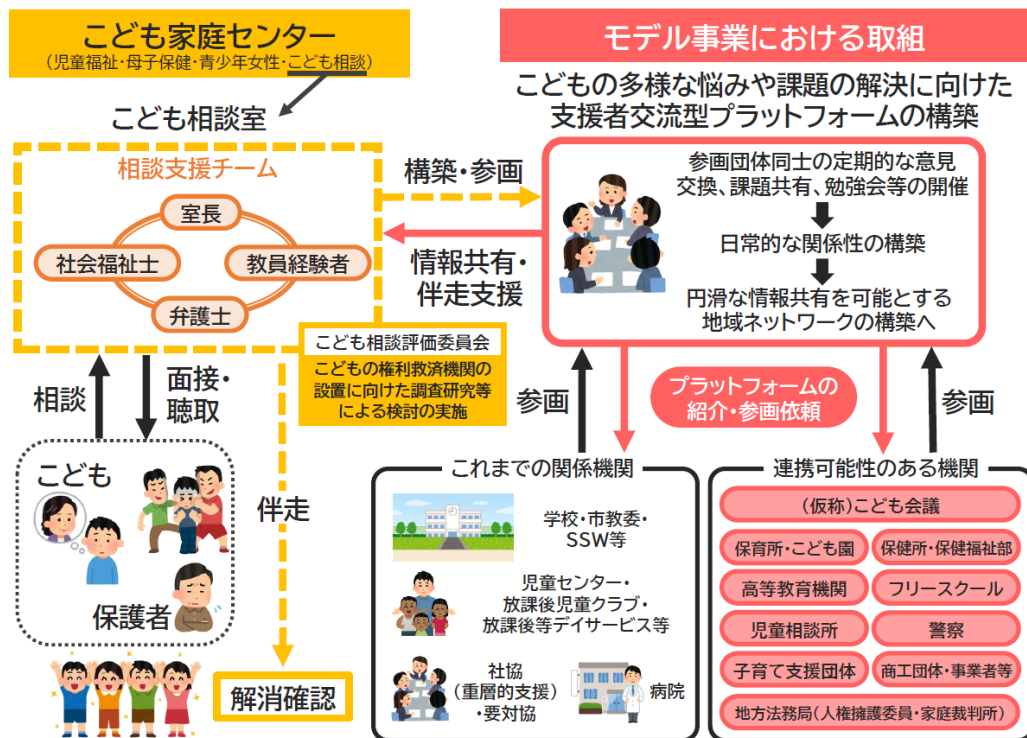 こども家庭センター
(児童福祉・母子保健・青少年女性・こども相談)
こども相談室
相談支援チーム
室長
社会福祉士
教員経験者
弁護士
こども相談評価委員会
こどもの権利救済機関の
設置に向けた調査研究等
による検討の実施
相談
面接・
聴取
こども
保護者
伴走
解消確認
構築・参画
情報共有・
伴走支援
モデル事業における取組
こどもの多様な悩みや課題の解決に向けた
支援者交流型プラットフォームの構築
参画団体同士の定期的な意見
交換、課題共有、勉強会等の開催
日常的な関係性の構築
円滑な情報共有を可能とする
地域ネットワークの構築へ
参画
プラットフォームの
紹介・参画依頼
参画
これまでの関係機関
学校・市教委・
SSW等
児童センター・
放課後児童クラブ・
放課後等デイサービス等
社協
(重層的支援)
・要対協
病院
連携可能性のある機関
(仮称)こども会議
保育所・こども園
保健所・保健福祉部
高等教育機関
フリースクール
児童相談所
警察
子育て支援団体
商工団体・事業者等
地方法務局(人権擁護委員・家庭裁判所)